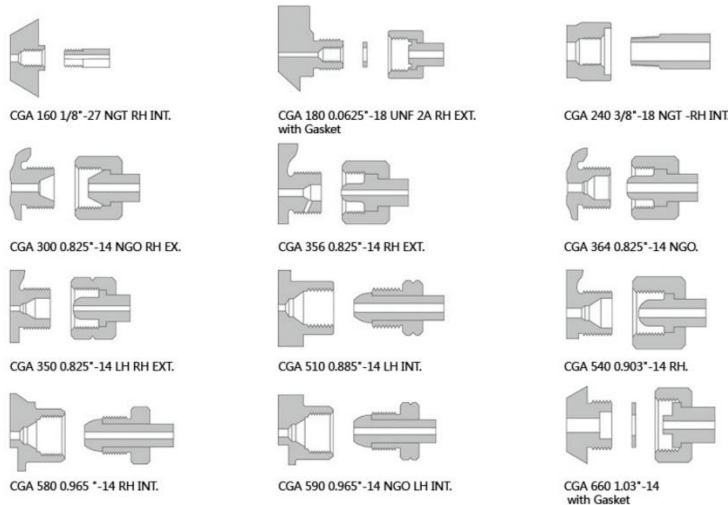 CGA 160 1/8"-27 NGT RH INT.
CGA 180 0.0625"-18 UNF 2A RH EXT.
with Gasket
CGA 240 3/8"-18 NGT -RH INT
CGA 300 0.825"-14 NGO RH EX.
CGA 356 0.825"-14 RH EXT.
CGA 364 0.825"-14 NGO.
CGA 350 0.825"-14 LH RH EXT.
CGA 510 0.885"-14 LH INT.
CGA 540 0.903"-14 RH.
CGA 580 0.965 "-14 RH INT.
CGA 590 0.965"-14 NGO LH INT.
CGA 660 1.03"-14
with Gasket